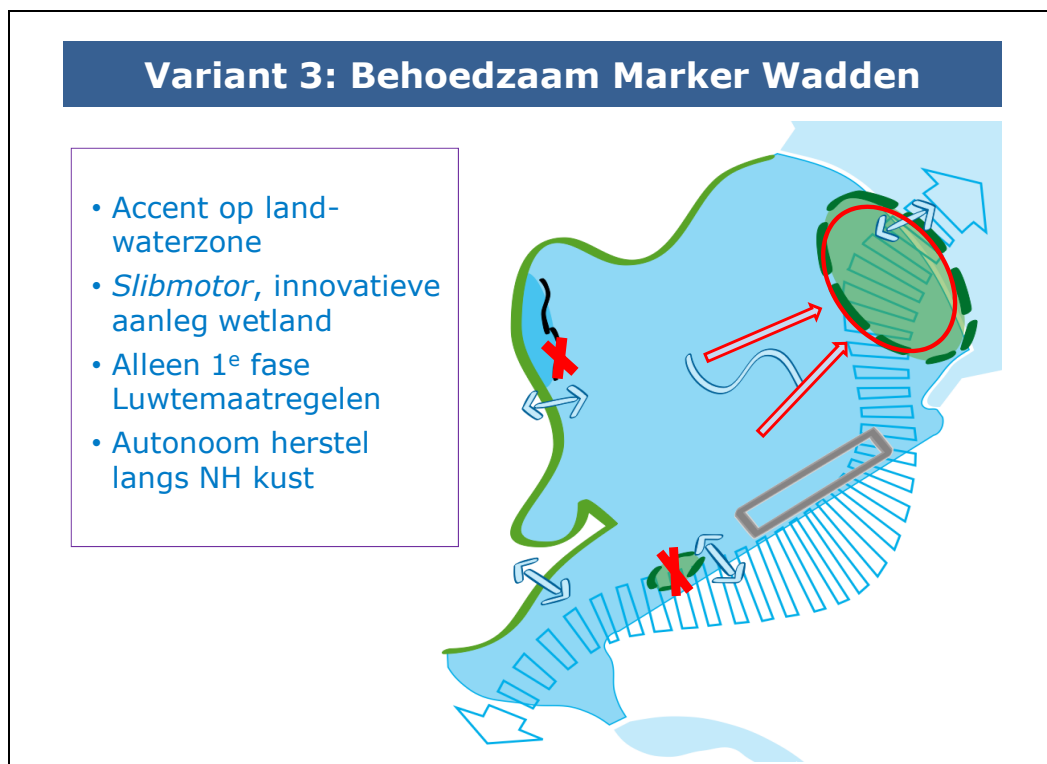 Variant 3: Behoedzaam Marker Wadden
• Accent op land-
waterzone
• Slibmotor, innovatieve
aanleg wetland
• Alleen 1e fase
Luwtemaatregelen
• Autonoom herstel
langs NH kust